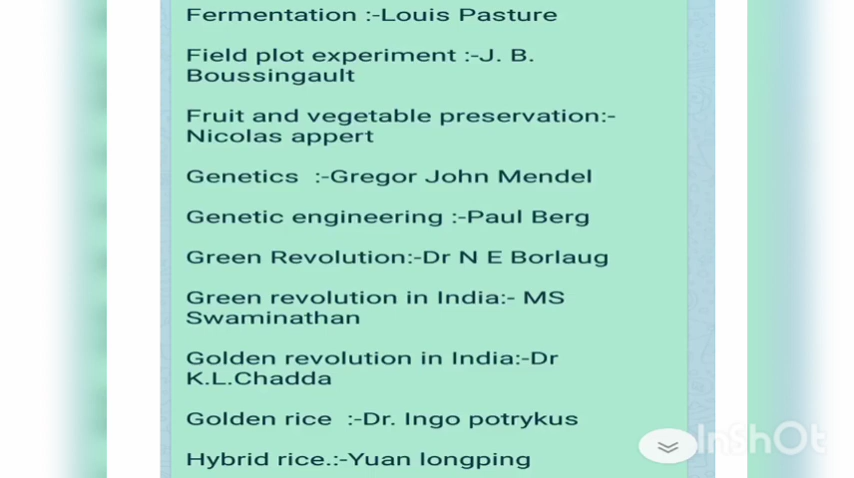 Fermentation :-Louis Pasture
Field plot experiment :-J. B.
Boussingault
Fruit and vegetable preservation:-
Nicolas appert
Genetics :-Gregor John Mendel
Genetic engineering :-Paul Berg
Green Revolution:-Dr N E Borlaug
Green revolution in India:- MS
Swaminathan
Golden revolution in India:-Dr
K.L.Chadda
Golden rice :-Dr. Ingo potrykus
Hybrid rice.:-Yuan longping
InShOt